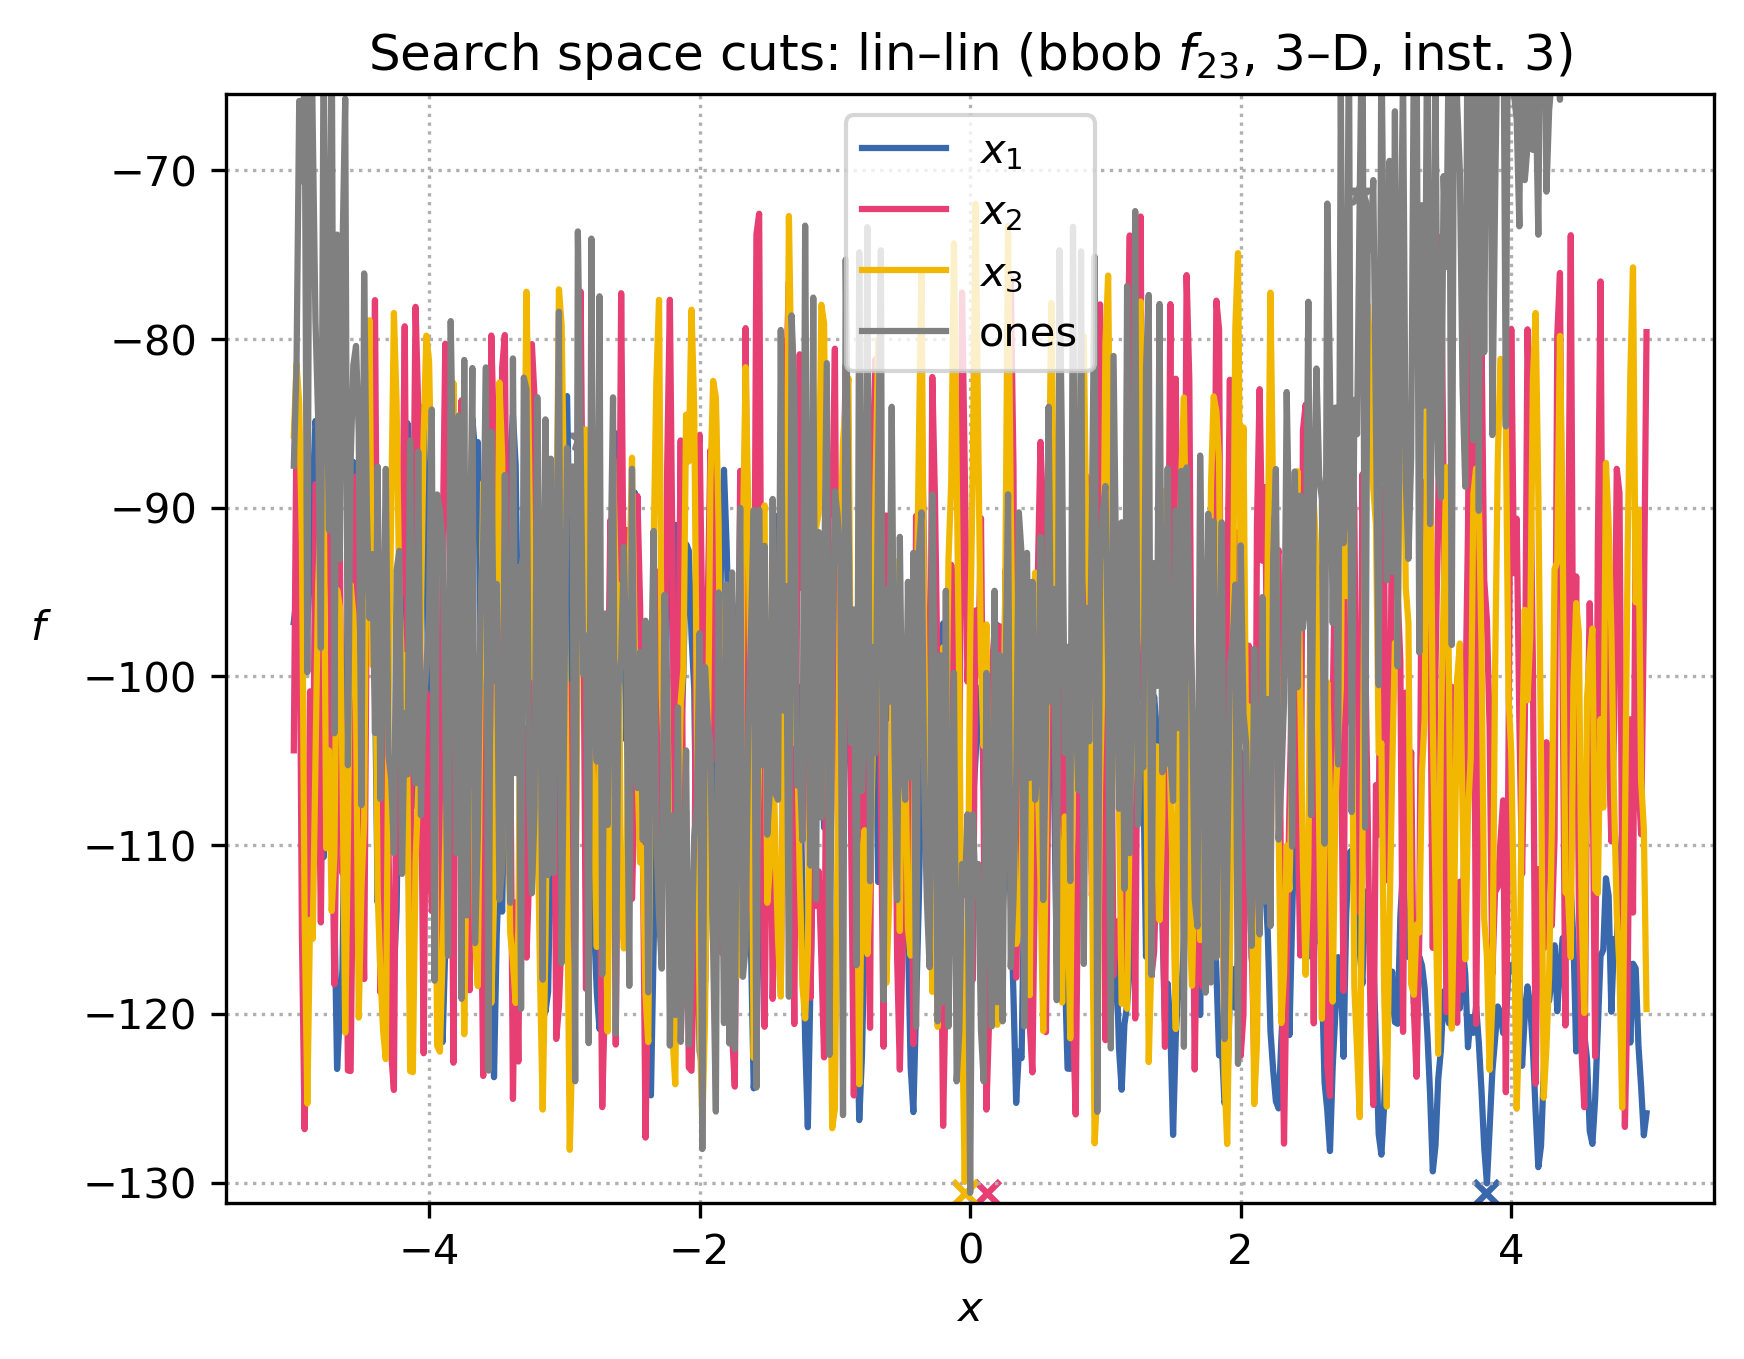 Search space cuts: lin–lin (bbob f₂₃, 3–D, inst. 3)
−70
−80
−90
−100
−110
−120
−130
f
x₁
x₂
x₃
ones
−4 −2 0 2 4
x